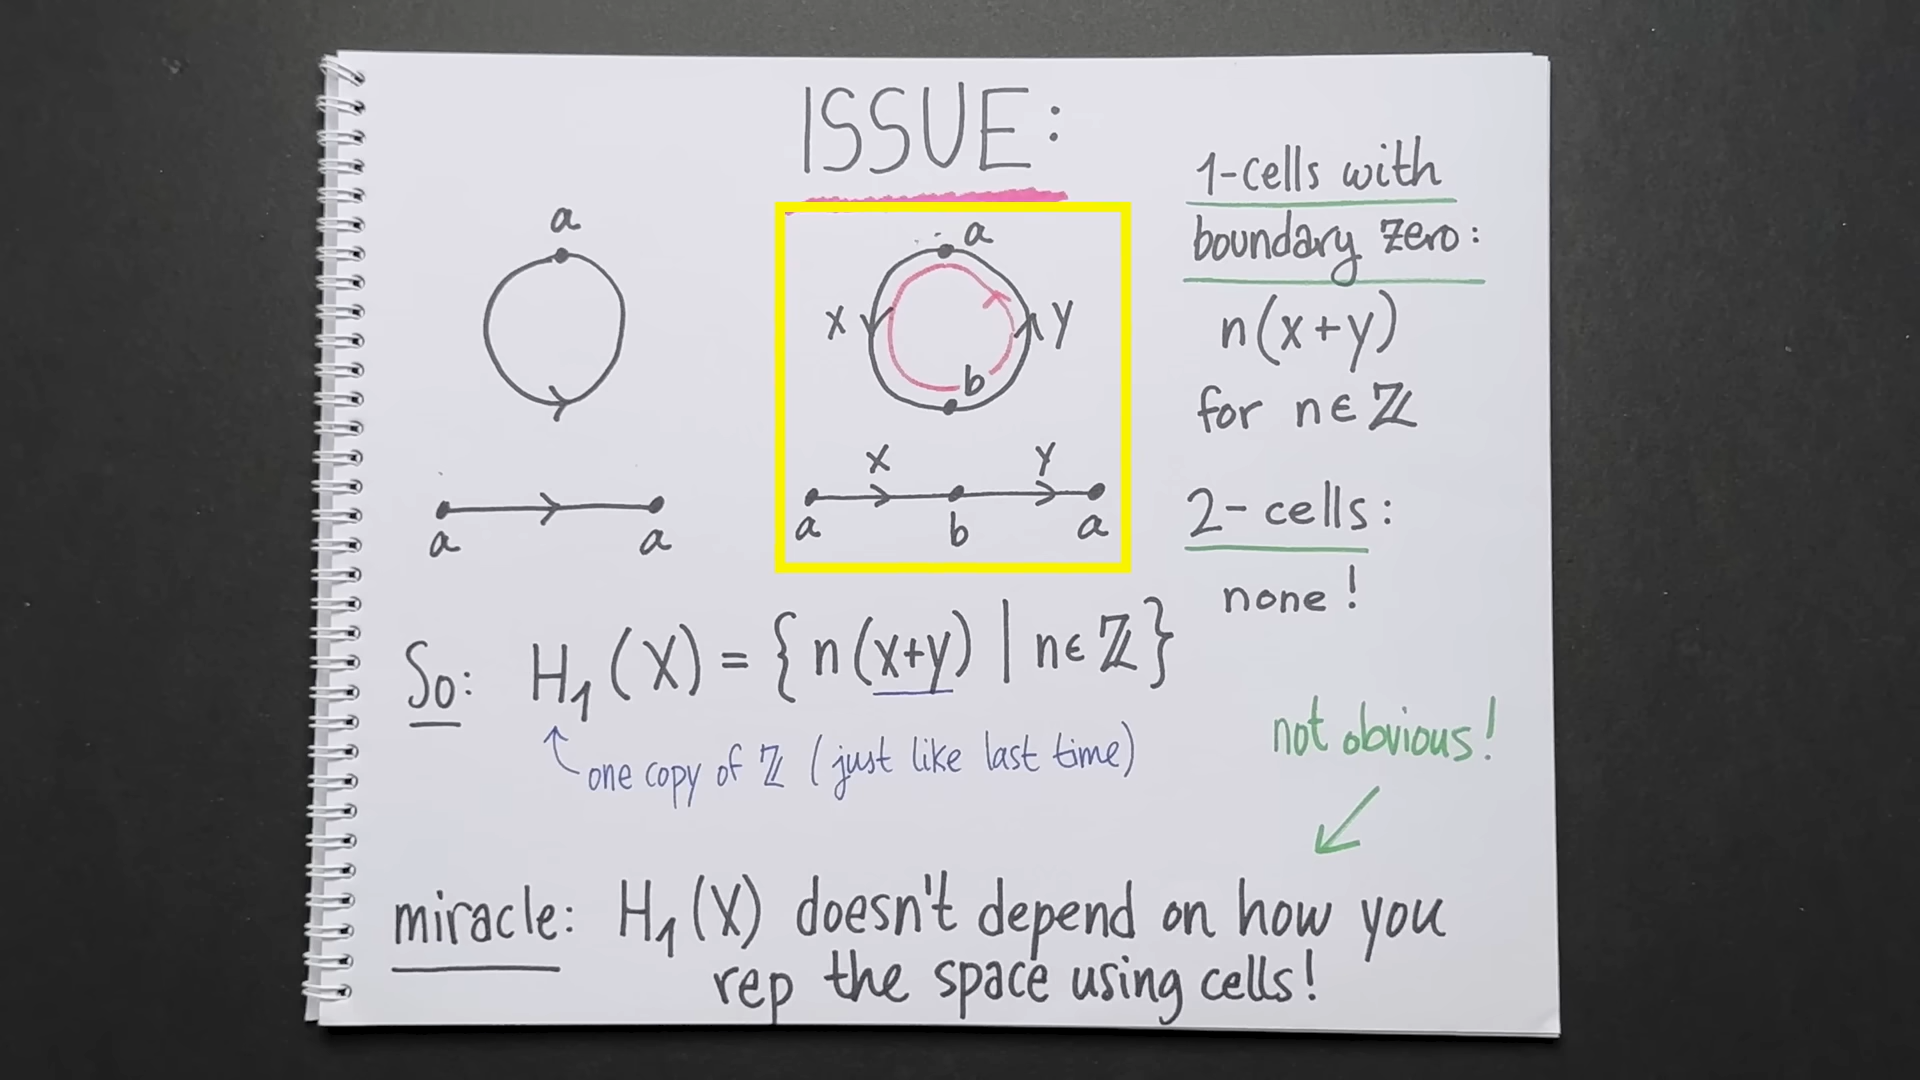 ISSUE:
a
a a
a
x y
b
x y
a b a
1-cells with
boundary zero:
n(x+y)
for n∈ℤ
2-cells:
none!
So: H₁(X) = { n(x+y) | n∈ℤ }
one copy of ℤ (just like last time)
not obvious!
miracle: H₁(X) doesn't depend on how you
rep the space using cells!